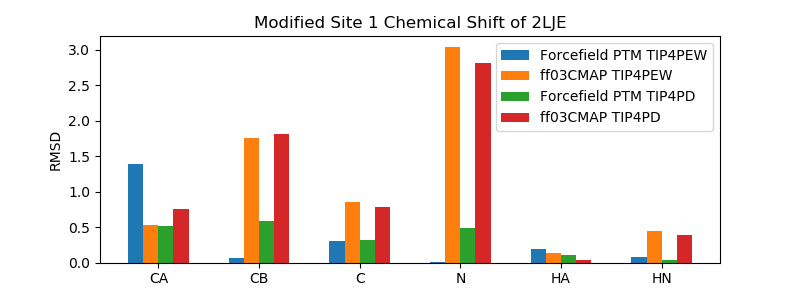 Modified Site 1 Chemical Shift of 2LJE
Forcefield PTM TIP4PEW
ff03CMAP TIP4PEW
Forcefield PTM TIP4PD
ff03CMAP TIP4PD
RMSD
3.0
2.5
2.0
1.5
1.0
0.5
0.0
CA CB C N HA HN